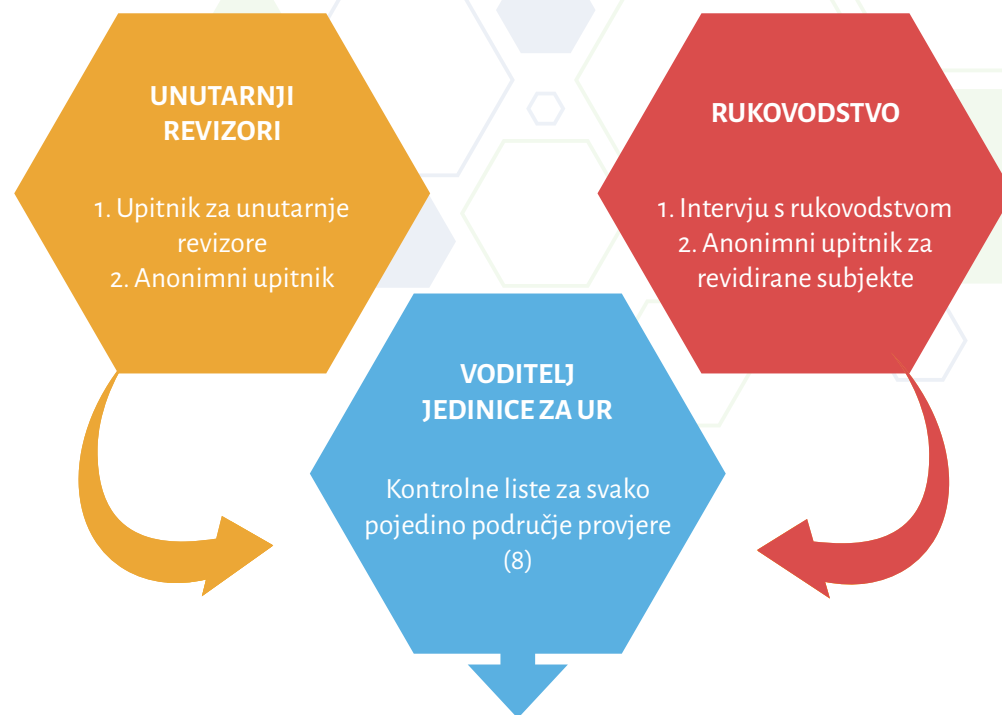 UNUTARNJI
REVIZORI
1. Upitnik za unutarnje
revizore
2. Anonimni upitnik
RUKOVODSTVO
1. Intervju s rukovodstvom
2. Anonimni upitnik za
revidirane subjekte
VODITELJ
JEDINICE ZA UR
Kontrolne liste za svako
pojedino područje provjere
(8)